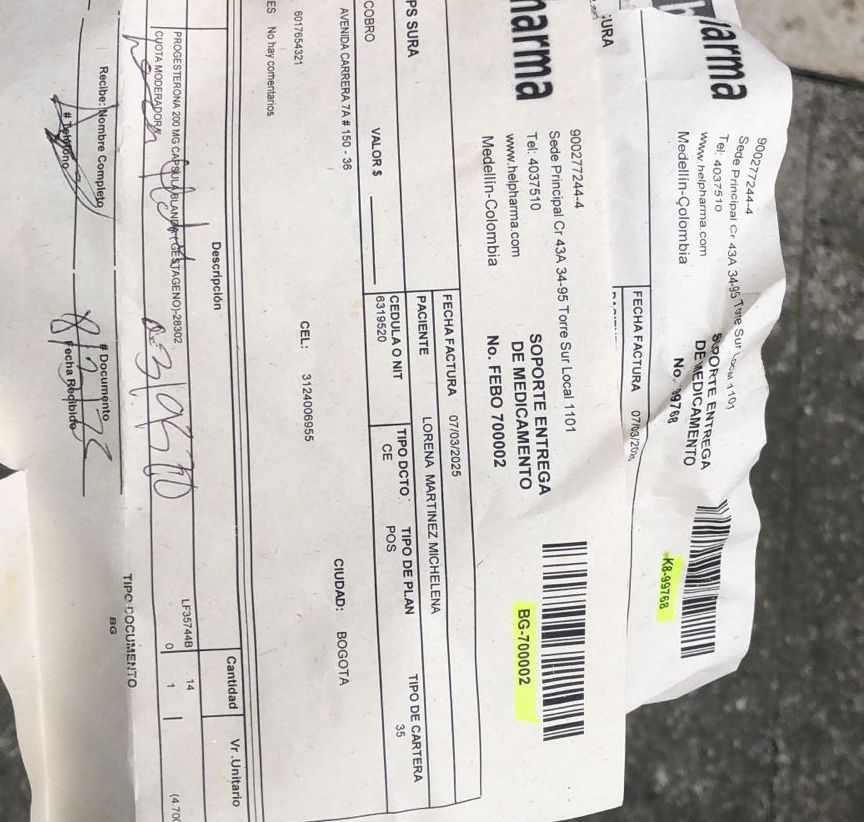 harma
900277244-4
Sede Principal Cr 43A 34-95 Torre Sur Local 1101
Tel: 4037510
www.helpharma.com
Medellín-Colombia
SOPORTE ENTREGA
DE MEDICAMENTO
No. 99768
K8-99768
URA
FECHA FACTURA 07/03/20
harma
900277244-4
Sede Principal Cr 43A 34-95 Torre Sur Local 1101
Tel: 4037510
www.helpharma.com
Medellín-Colombia
SOPORTE ENTREGA
DE MEDICAMENTO
No. FEBO 700002
BG-700002
PS SURA
FECHA FACTURA 07/03/2025
PACIENTE LORENA MARTINEZ MICHELENA
COBRO VALOR $
CEDULA O NIT TIPO DCTO TIPO DE PLAN TIPO DE CARTERA
6319520 CE POS 35
AVENIDA CARRERA 7A # 150 - 36 CIUDAD: BOGOTA
6017654321 CEL: 3124006955
ES No hay comentarios
Descripción Cantidad Vr .Unitario
PROGESTERONA 200 MG CAPSULA BLANDA (GESTAGENO)-28302 LF35744B 14
CUOTA MODERADORA 0 1 (4.700
TIPO DOCUMENTO
BG
Recibe: Nombre Completo # Documento
# Telefono Fecha Recibido